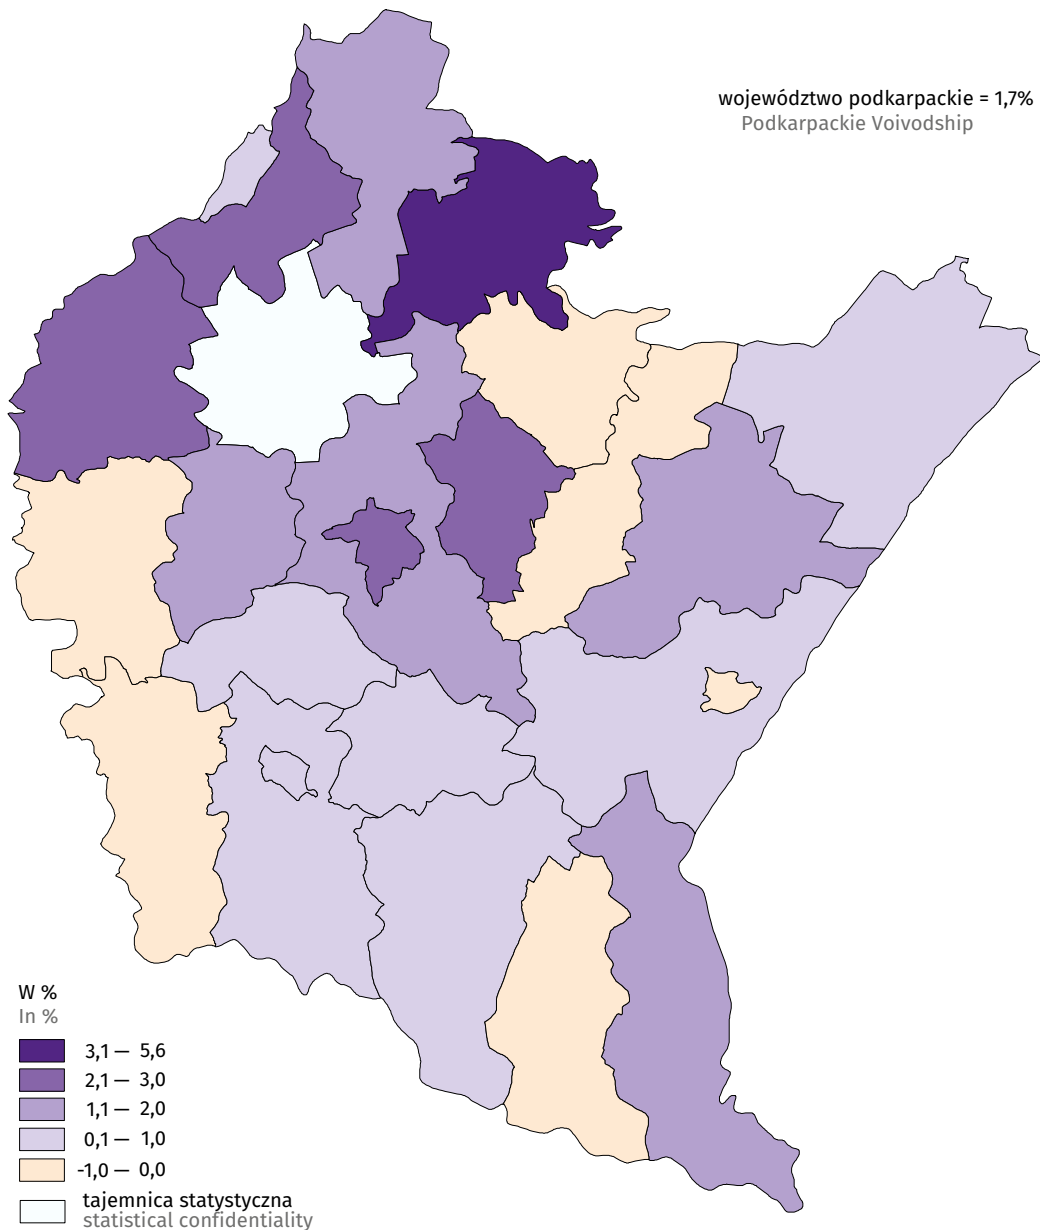 województwo podkarpackie = 1,7%
Podkarpackie Voivodship
W %
In %
3,1 — 5,6
2,1 — 3,0
1,1 — 2,0
0,1 — 1,0
-1,0 — 0,0
tajemnica statystyczna
statistical confidentiality